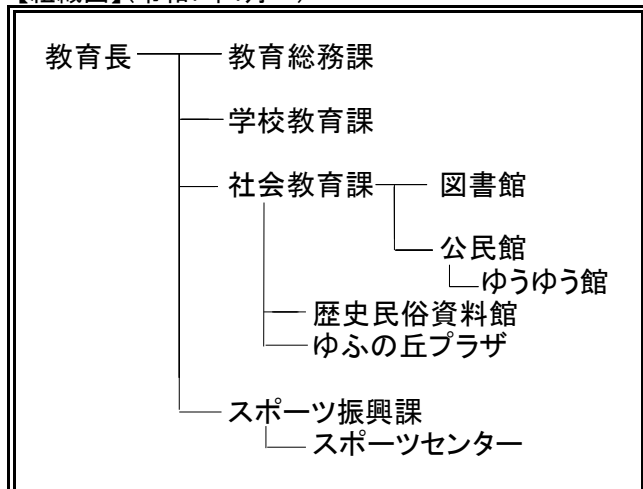 教育長 教育総務課
学校教育課
社会教育課 図書館
公民館
ゆうゆう館
歴史民俗資料館
ゆふの丘プラザ
スポーツ振興課
スポーツセンター